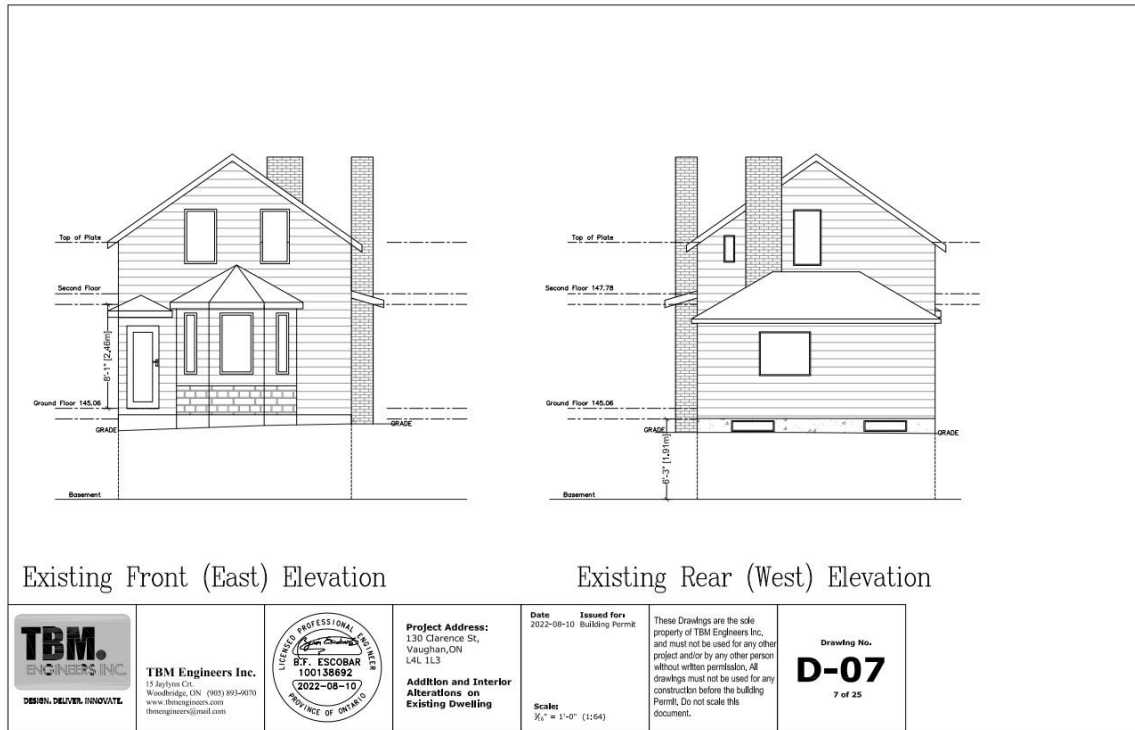 Top of Plate
Second Floor
8'-1" [2.46m]
Ground Floor 145.06
GRADE
GRADE
Basement
Top of Plate
Second Floor 147.78
Ground Floor 145.06
GRADE
GRADE
6'-3" [1.91m]
Basement
Existing Front (East) Elevation
Existing Rear (West) Elevation
TBM.
ENGINEERS INC.
DESIGN. DELIVER. INNOVATE.
TBM Engineers Inc.
15 Jaylynn Crt.
Woodbridge, ON (905) 893-9070
www.tbmengineers.com
tbmengineers@mail.com
LICENSED PROFESSIONAL ENGINEER
B.F. ESCOBAR
100138692
2022-08-10
PROVINCE OF ONTARIO
Project Address:
130 Clarence St,
Vaughan,ON
L4L 1L3
Addition and Interior
Alterations on
Existing Dwelling
Date Issued for:
2022-08-10 Building Permit
Scale:
3/16" = 1'-0" (1:64)
These Drawings are the sole
property of TBM Engineers Inc,
and must not be used for any other
project and/or by any other person
without written permission, All
drawings must not be used for any
construction before the building
Permit, Do not scale this
document.
Drawing No.
D-07
7 of 25